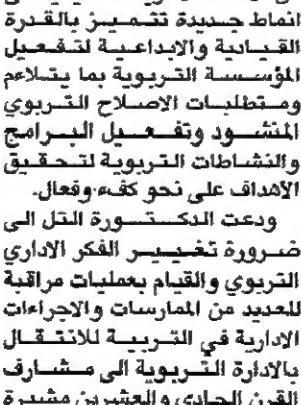 انماط جديدة تتميز بالقدرة
القيادية والابداعية لتفعيل
المؤسسة التربوية بما يتلاءم
ومتطلبات الاصلاح التربوي
المنشود وتفعيل البرامج
والنشاطات التربوية لتحقيق
الأهداف على نحو كفء وفعال.
ودعت الدكتورة التل الى
ضرورة تغيير الفكر الاداري
التربوي والقيام بعمليات مراقبة
للعديد من الممارسات والاجراءات
الادارية في التربية للانتقال
بالادارة التربوية الى مشارف
القرن الحادي والعشرين مشيرة